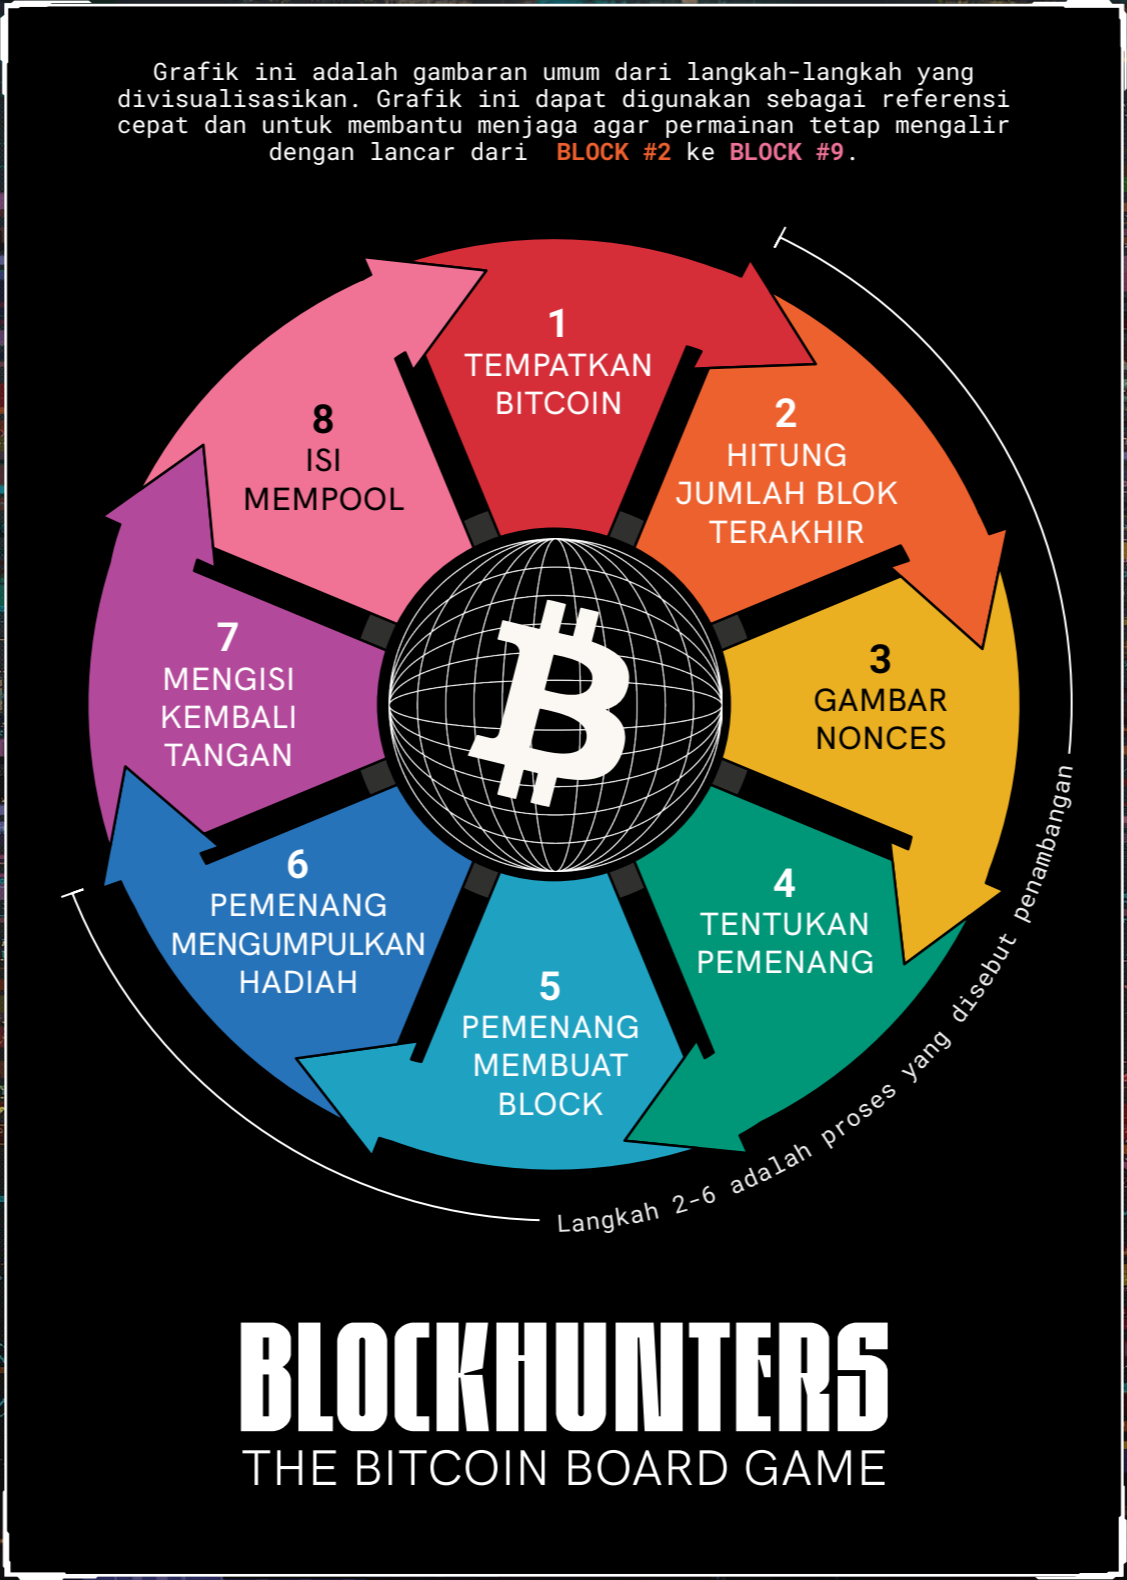 Grafik ini adalah gambaran umum dari langkah-langkah yang
divisualisasikan. Grafik ini dapat digunakan sebagai referensi
cepat dan untuk membantu menjaga agar permainan tetap mengalir
dengan lancar dari BLOCK #2 ke BLOCK #9.
1
TEMPATKAN
BITCOIN
2
HITUNG
JUMLAH BLOK
TERAKHIR
3
GAMBAR
NONCES
4
TENTUKAN
PEMENANG
5
PEMENANG
MEMBUAT
BLOCK
6
PEMENANG
MENGUMPULKAN
HADIAH
7
MENGISI
KEMBALI
TANGAN
8
ISI
MEMPOOL
Langkah 2-6 adalah proses yang disebut penambangan
BLOCKHUNTERS
THE BITCOIN BOARD GAME